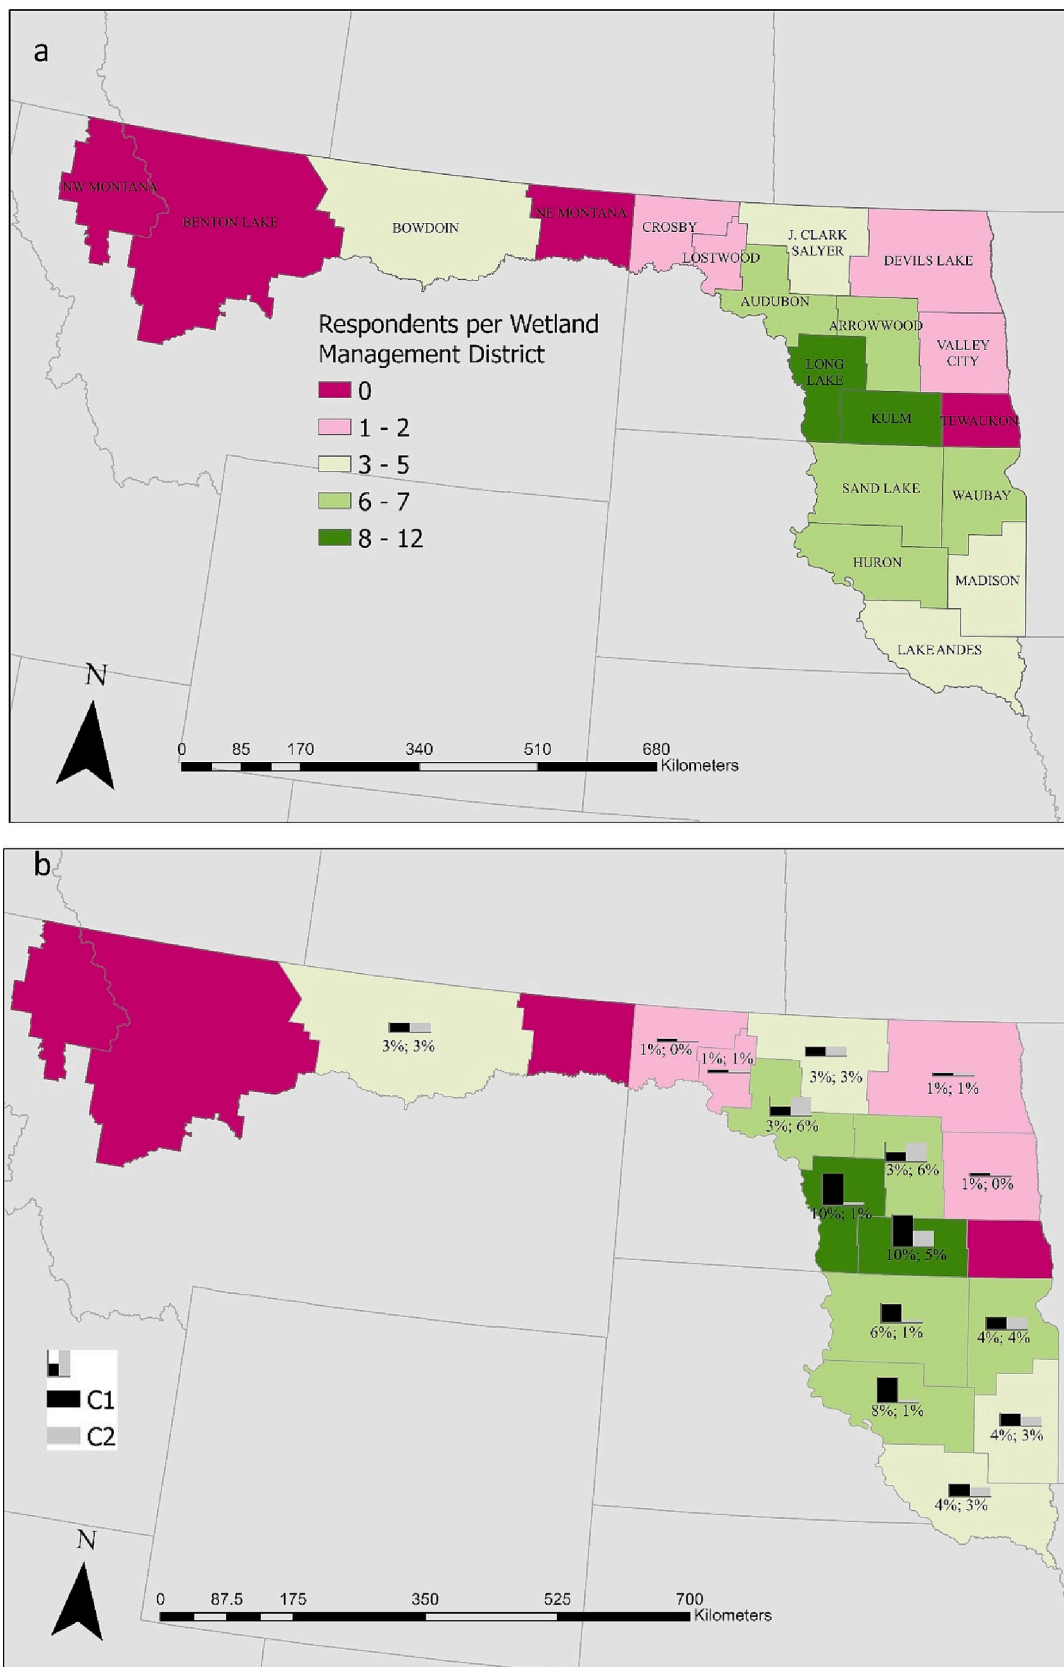 a
NW MONTANA
BENTON LAKE
BOWDOIN
NE MONTANA
CROSBY
LOSTWOOD
J. CLARK
SALYER
DEVILS LAKE
AUDUBON
ARROWWOOD
VALLEY
CITY
LONG
LAKE
KULM
TEWAUKON
SAND LAKE
WAUBAY
HURON
MADISON
LAKE ANDES
Respondents per Wetland
Management District
0
1 - 2
3 - 5
6 - 7
8 - 12
N
0 85 170 340 510 680
Kilometers
b
3%; 3%
1%; 0%
1%; 1%
3%; 3%
1%; 1%
3%; 6%
3%; 6%
1%; 0%
10%; 1%
10%; 5%
6%; 1%
4%; 4%
8%; 1%
4%; 3%
4%; 3%
C1
C2
N
0 87.5 175 350 525 700
Kilometers